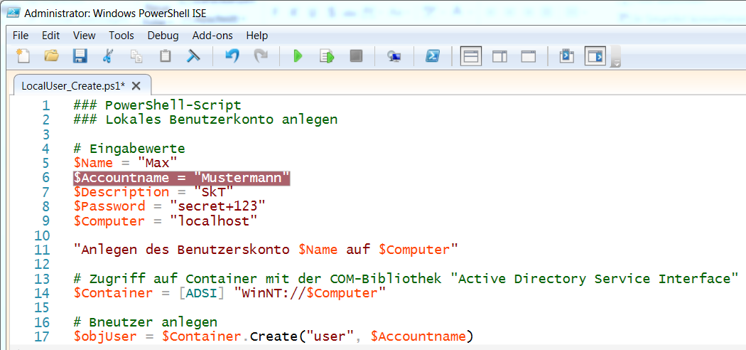 Administrator: Windows PowerShell ISE
File Edit View Tools Debug Add-ons Help
LocalUser_Create.ps1*
1 ### PowerShell-Script
2 ### Lokales Benutzerkonto anlegen
3
4 # Eingabewerte
5 $Name = "Max"
6 $Accountname = "Mustermann"
7 $Description = "SkT"
8 $Password = "secret+123"
9 $Computer = "localhost"
10
11 "Anlegen des Benutzerskonto $Name auf $Computer"
12
13 # Zugriff auf Container mit der COM-Bibliothek "Active Directory Service Interface"
14 $Container = [ADSI] "WinNT://$Computer"
15
16 # Bneutzer anlegen
17 $objUser = $Container.Create("user", $Accountname)